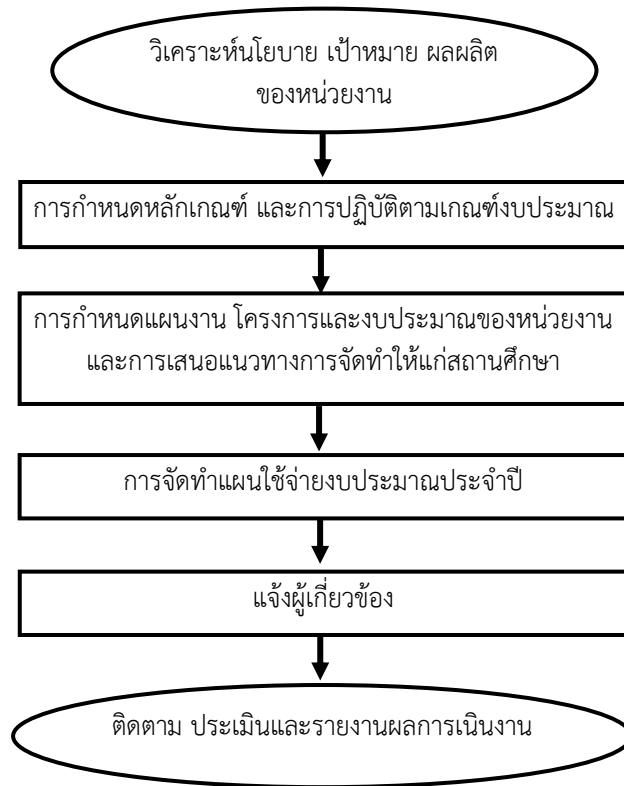 วิเคราะห์นโยบาย เป้าหมาย ผลผลิต
ของหน่วยงาน
การกำหนดหลักเกณฑ์ และการปฏิบัติตามเกณฑ์งบประมาณ
การกำหนดแผนงาน โครงการและงบประมาณของหน่วยงาน
และการเสนอแนวทางการจัดทำให้แก่สถานศึกษา
การจัดทำแผนใช้จ่ายงบประมาณประจำปี
แจ้งผู้เกี่ยวข้อง
ติดตาม ประเมินและรายงานผลการเนินงาน